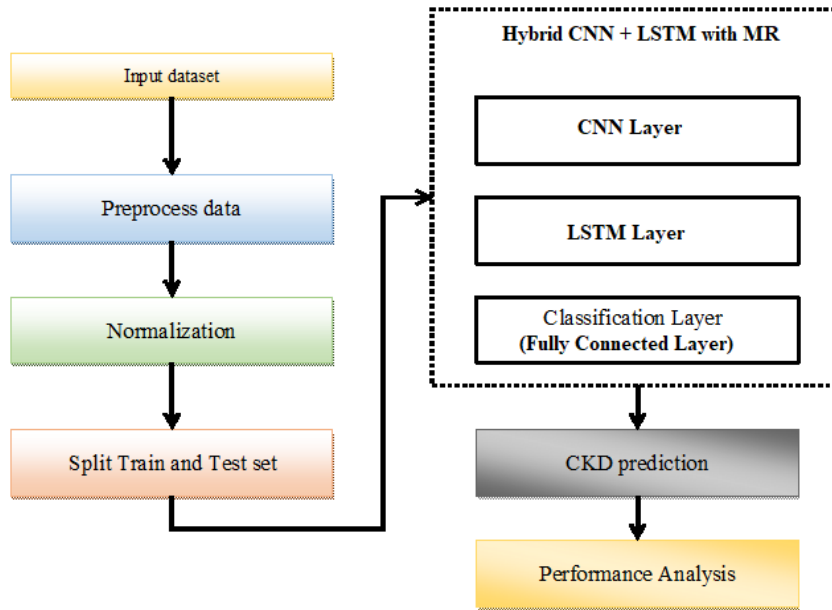 Input dataset
Preprocess data
Normalization
Split Train and Test set
Hybrid CNN + LSTM with MR
CNN Layer
LSTM Layer
Classification Layer
(Fully Connected Layer)
CKD prediction
Performance Analysis